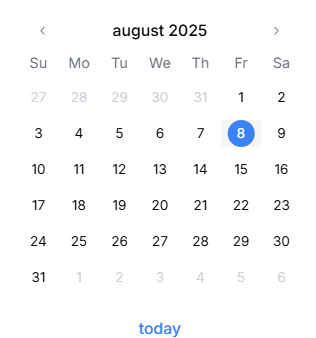 august 2025
Su Mo Tu We Th Fr Sa
27 28 29 30 31 1 2
3 4 5 6 7 8 9
10 11 12 13 14 15 16
17 18 19 20 21 22 23
24 25 26 27 28 29 30
31 1 2 3 4 5 6
today